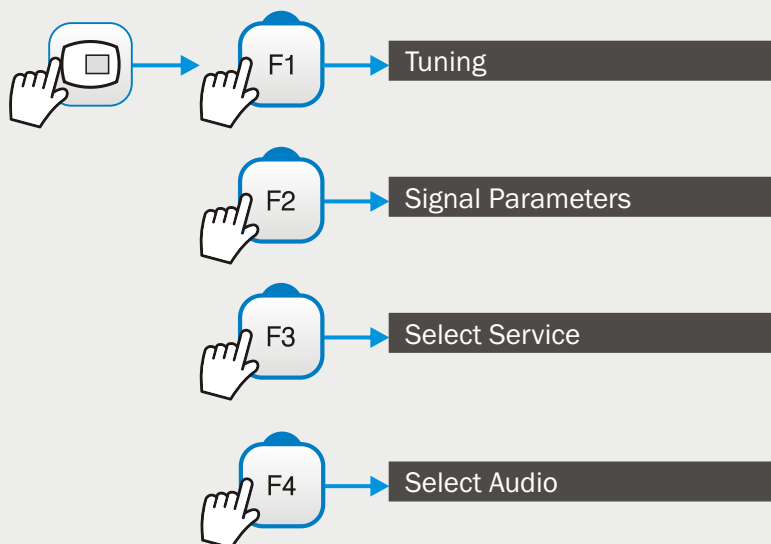 F1 Tuning
F2 Signal Parameters
F3 Select Service
F4 Select Audio